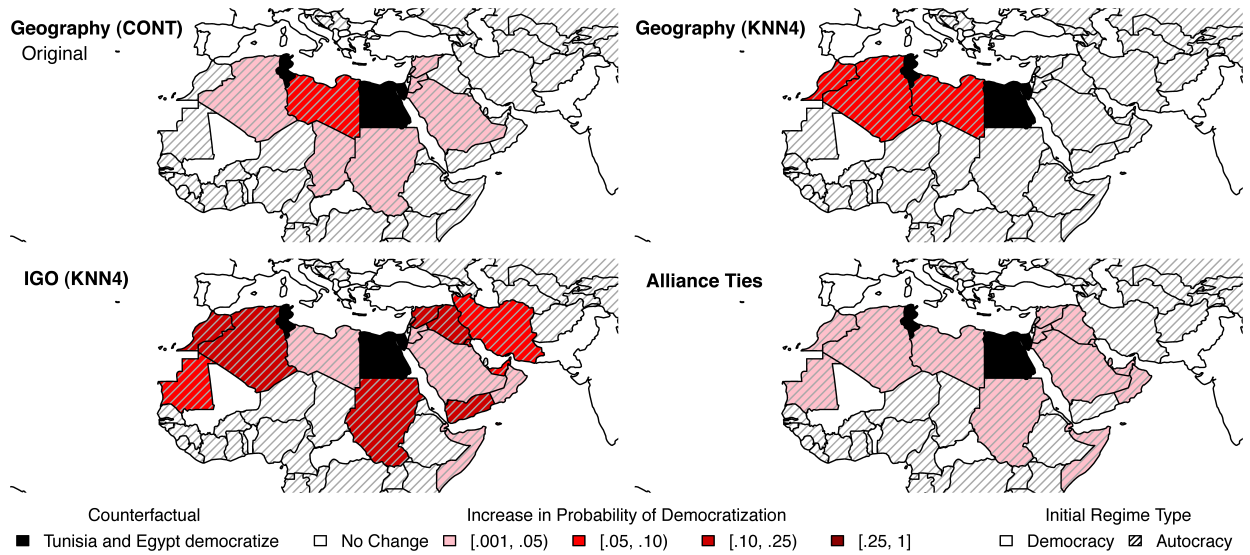 Geography (CONT)
Original
Geography (KNN4)
IGO (KNN4)
Alliance Ties
Counterfactual
Increase in Probability of Democratization
Initial Regime Type
Tunisia and Egypt democratize
No Change
[.001, .05)
[.05, .10)
[.10, .25)
[.25, 1]
Democracy
Autocracy